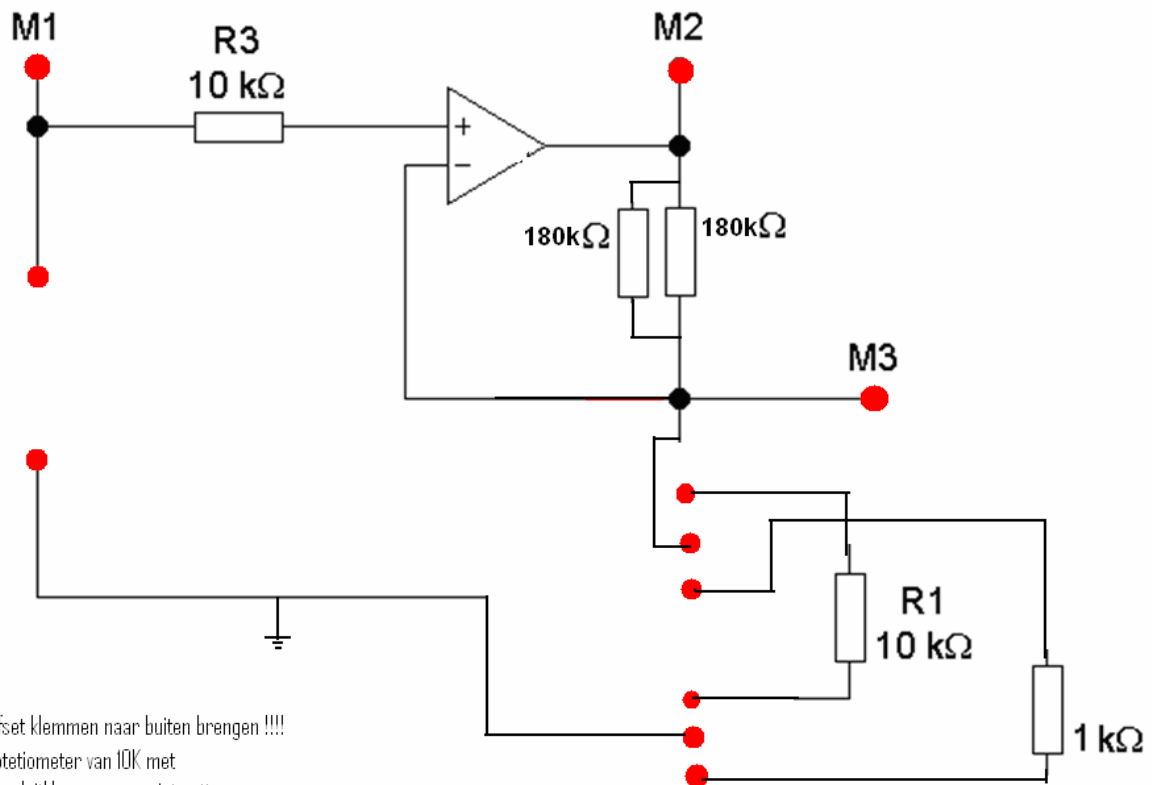 M1
R3
10 kΩ
M2
+
−
180kΩ
180kΩ
M3
R1
10 kΩ
1 kΩ
fset klemmen naar buiten brengen !!!!
otetiometer van 10K met